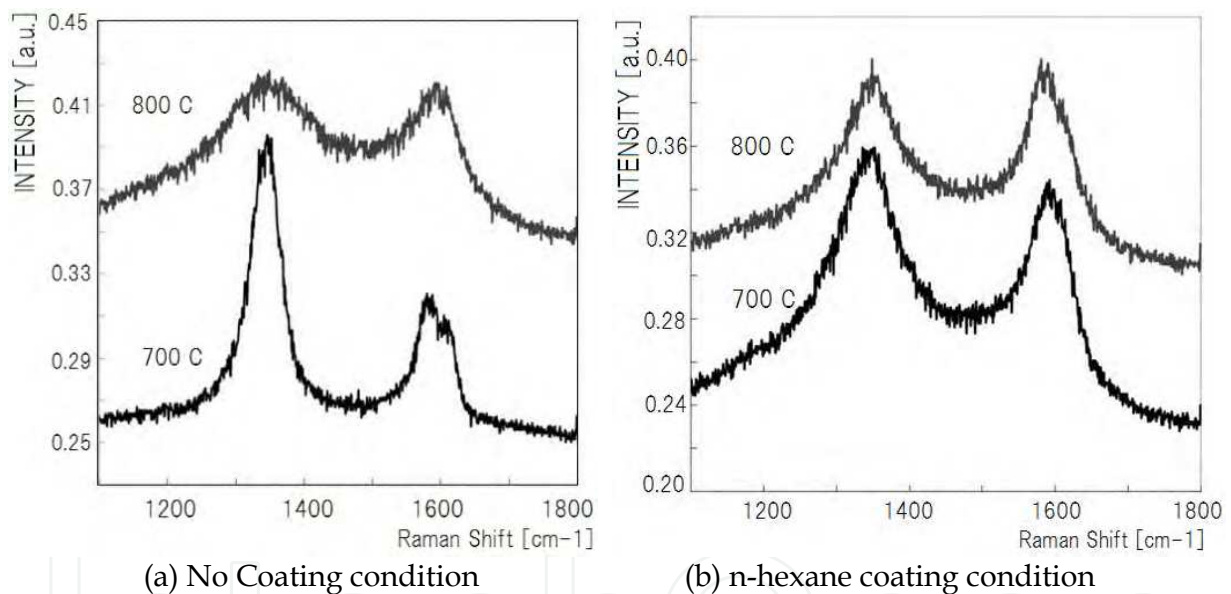 INTENSITY [a.u.]
0.45
0.41
0.37
0.33
0.29
0.25
800 C
700 C
1200
1400
1600
1800
Raman Shift [cm-1]
(a) No Coating condition
INTENSITY [a.u.]
0.40
0.36
0.32
0.28
0.24
0.20
800 C
700 C
1200
1400
1600
1800
Raman Shift [cm-1]
(b) n-hexane coating condition